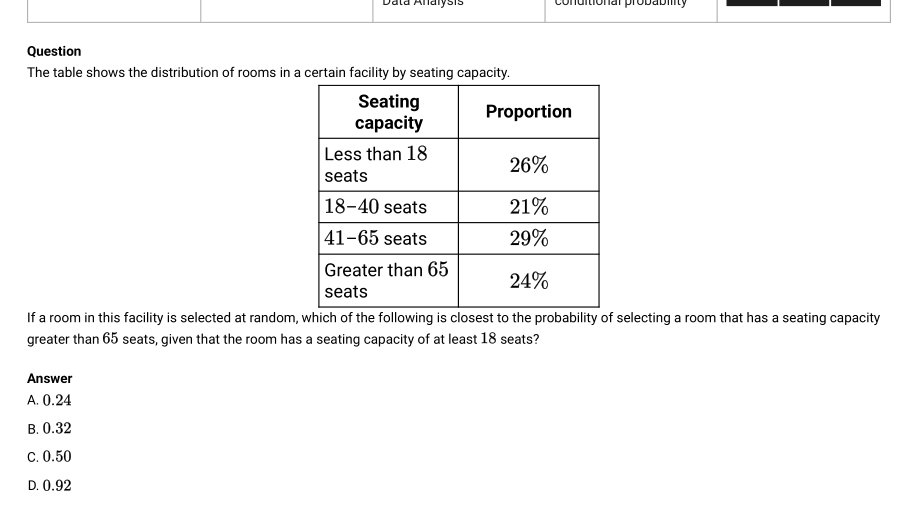 Data Analysis
conditional probability
Question
The table shows the distribution of rooms in a certain facility by seating capacity.
Seating
capacity
Proportion
Less than 18
seats
26%
18–40 seats
21%
41–65 seats
29%
Greater than 65
seats
24%
If a room in this facility is selected at random, which of the following is closest to the probability of selecting a room that has a seating capacity
greater than 65 seats, given that the room has a seating capacity of at least 18 seats?
Answer
A. 0.24
B. 0.32
C. 0.50
D. 0.92